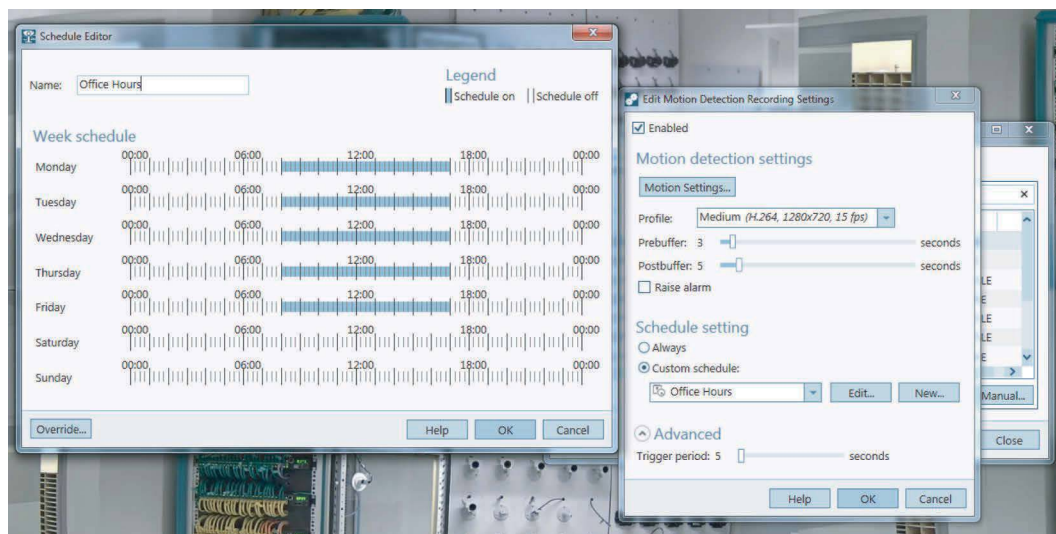 Schedule Editor
Name: Office Hours
Legend
Schedule on Schedule off
Week schedule
Monday 00:00 06:00 12:00 18:00 00:00
Tuesday 00:00 06:00 12:00 18:00 00:00
Wednesday 00:00 06:00 12:00 18:00 00:00
Thursday 00:00 06:00 12:00 18:00 00:00
Friday 00:00 06:00 12:00 18:00 00:00
Saturday 00:00 06:00 12:00 18:00 00:00
Sunday 00:00 06:00 12:00 18:00 00:00
Override... Help OK Cancel
Edit Motion Detection Recording Settings
Enabled
Motion detection settings
Motion Settings...
Profile: Medium (H.264, 1280x720, 15 fps)
Prebuffer: 3 seconds
Postbuffer: 5 seconds
Raise alarm
Schedule setting
Always
Custom schedule:
Office Hours Edit... New...
Advanced
Trigger period: 5 seconds
Help OK Cancel
LE
E
LE
LE
E
Manual...
Close